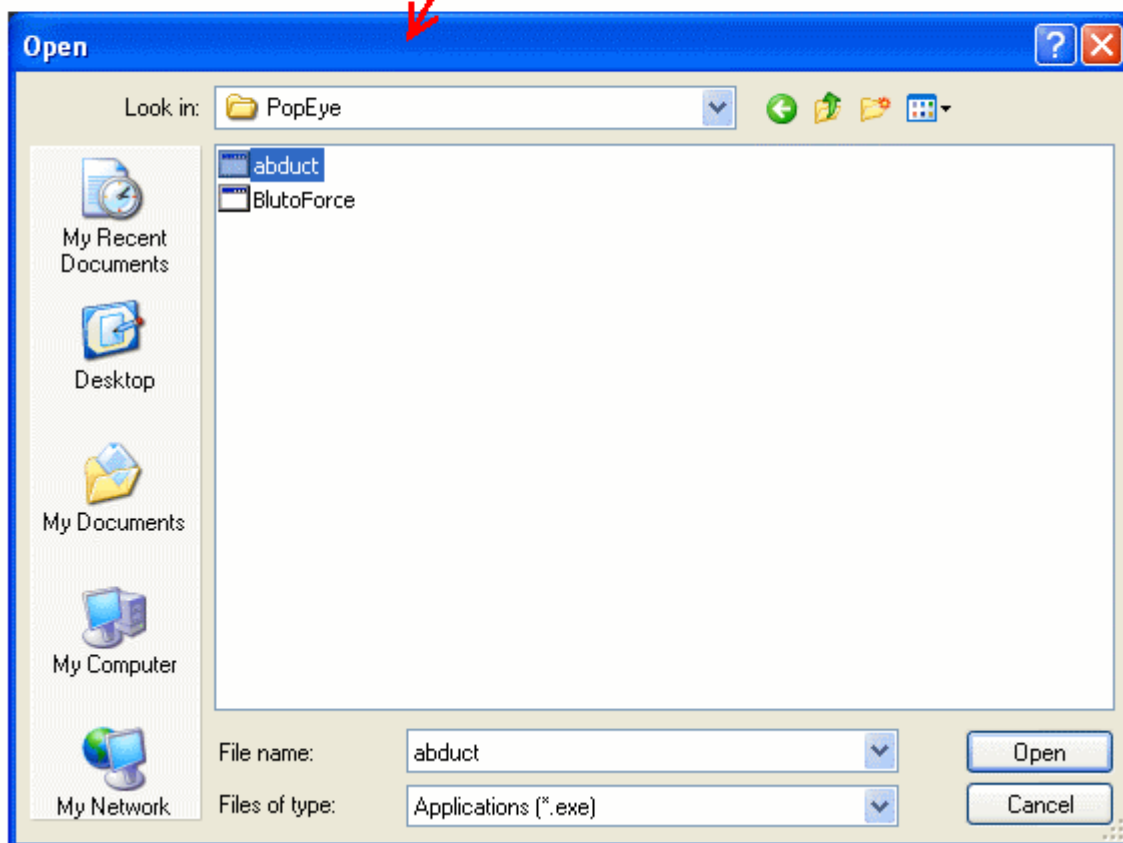 Open
Look in: PopEye
abduct
BlutoForce
My Recent
Documents
Desktop
My Documents
My Computer
My Network
File name: abduct Open
Files of type: Applications (*.exe) Cancel